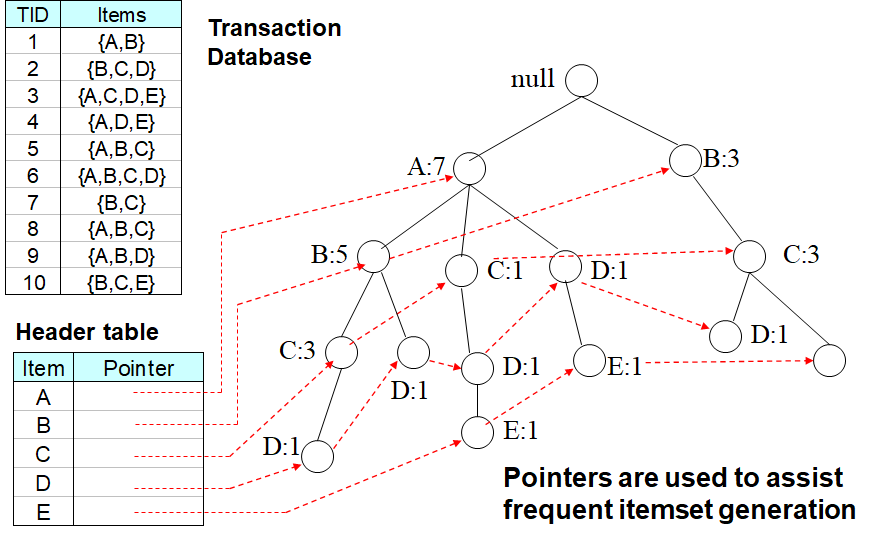 TID Items
1 {A,B}
2 {B,C,D}
3 {A,C,D,E}
4 {A,D,E}
5 {A,B,C}
6 {A,B,C,D}
7 {B,C}
8 {A,B,C}
9 {A,B,D}
10 {B,C,E}
Transaction
Database
null
A:7
B:3
B:5
C:1
D:1
C:3
C:3
D:1
D:1
E:1
D:1
D:1
E:1
Header table
Item Pointer
A
B
C
D
E
Pointers are used to assist
frequent itemset generation